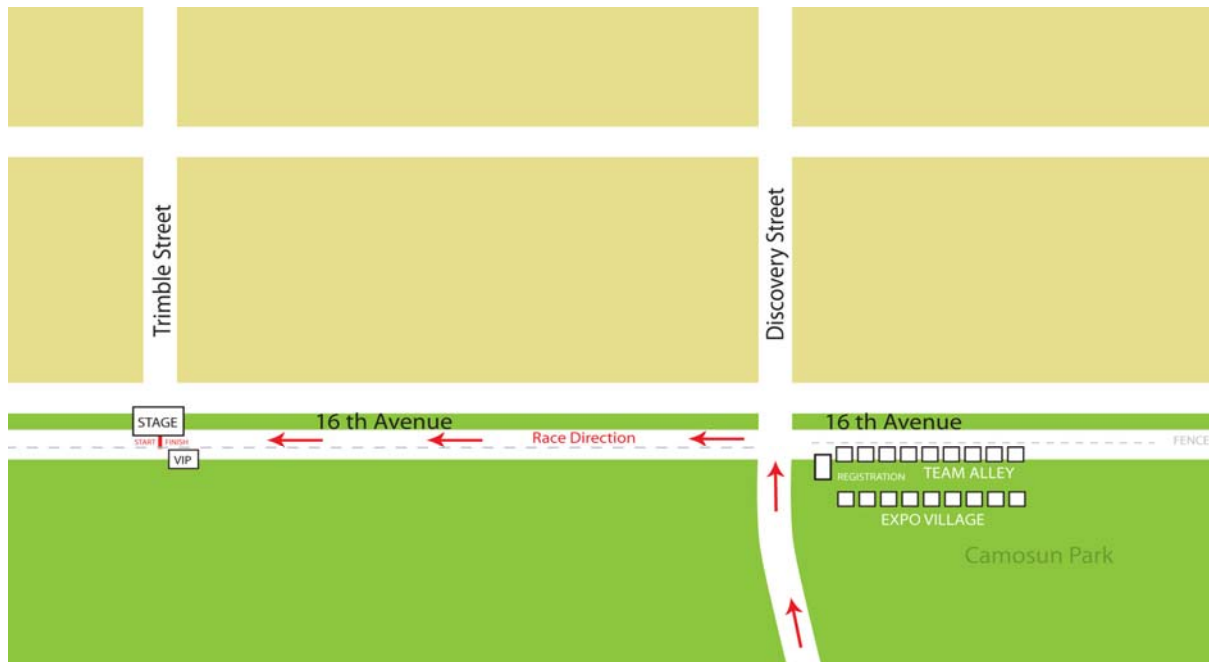 Trimble Street
Discovery Street
STAGE
16 th Avenue
16 th Avenue
START
FINISH
Race Direction
FENCE
VIP
REGISTRATION
TEAM ALLEY
EXPO VILLAGE
Camosun Park